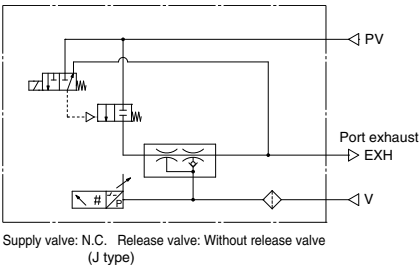 PV
Port exhaust
EXH
# P
V
Supply valve: N.C. Release valve: Without release valve
(J type)